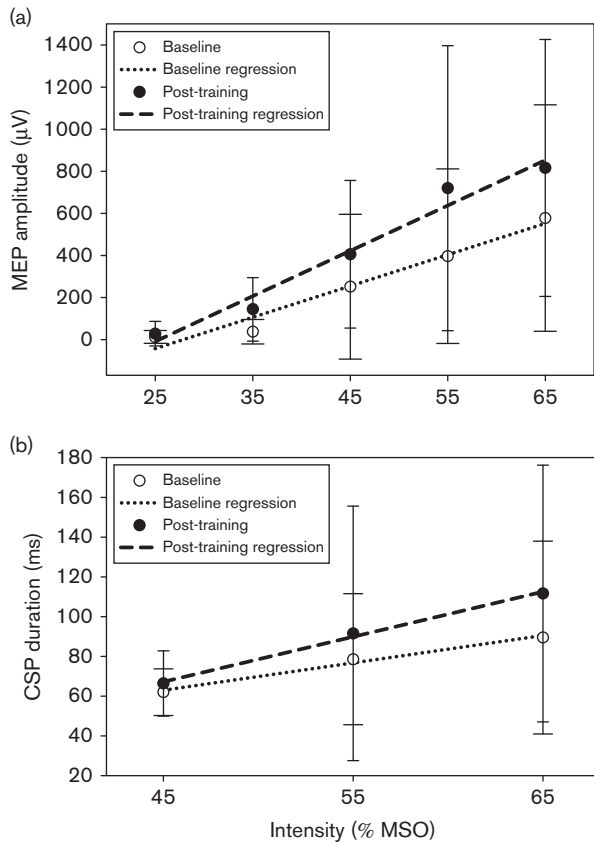 (a)
1400
1200
1000
800
600
400
200
0
MEP amplitude (μV)
Baseline
Baseline regression
Post-training
Post-training regression
25 35 45 55 65
(b)
180
160
140
120
100
80
60
40
20
CSP duration (ms)
Baseline
Baseline regression
Post-training
Post-training regression
45 55 65
Intensity (% MSO)